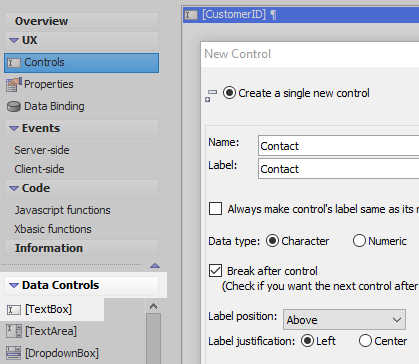 Overview
UX
Controls
Properties
Data Binding
Events
Server-side
Client-side
Code
Javascript functions
Xbasic functions
Information
Data Controls
[TextBox]
[TextArea]
[DropdownBox]
[CustomerID] ¶
New Control
Create a single new control
Name: Contact
Label: Contact
Always make control's label same as its
Data type: Character Numeric
Break after control
(Check if you want the next control after
Label position: Above
Label justification: Left Center